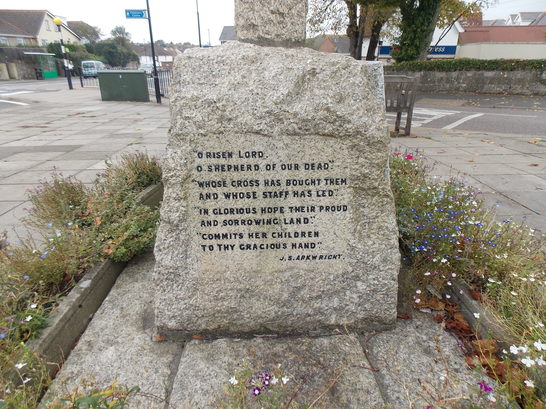 "O RISEN LORD,
O SHEPHERD OF OUR DEAD".
"WHOSE CROSS HAS BOUGHT THEM
AND WHOSE STAFF HAS LED".
"IN GLORIOUS HOPE THEIR PROUD
AND SORROWING LAND".
"COMMITS HER CHILDREN
TO THY GRACIOUS HAND".
J. S. ARKWRIGHT.